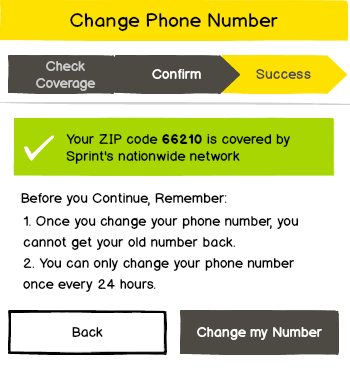 Change Phone Number
Check
Coverage
Confirm
Success
Your ZIP code 66210 is covered by
Sprint's nationwide network
Before you Continue, Remember:
1. Once you change your phone number, you
cannot get your old number back.
2. You can only change your phone number
once every 24 hours.
Back
Change my Number